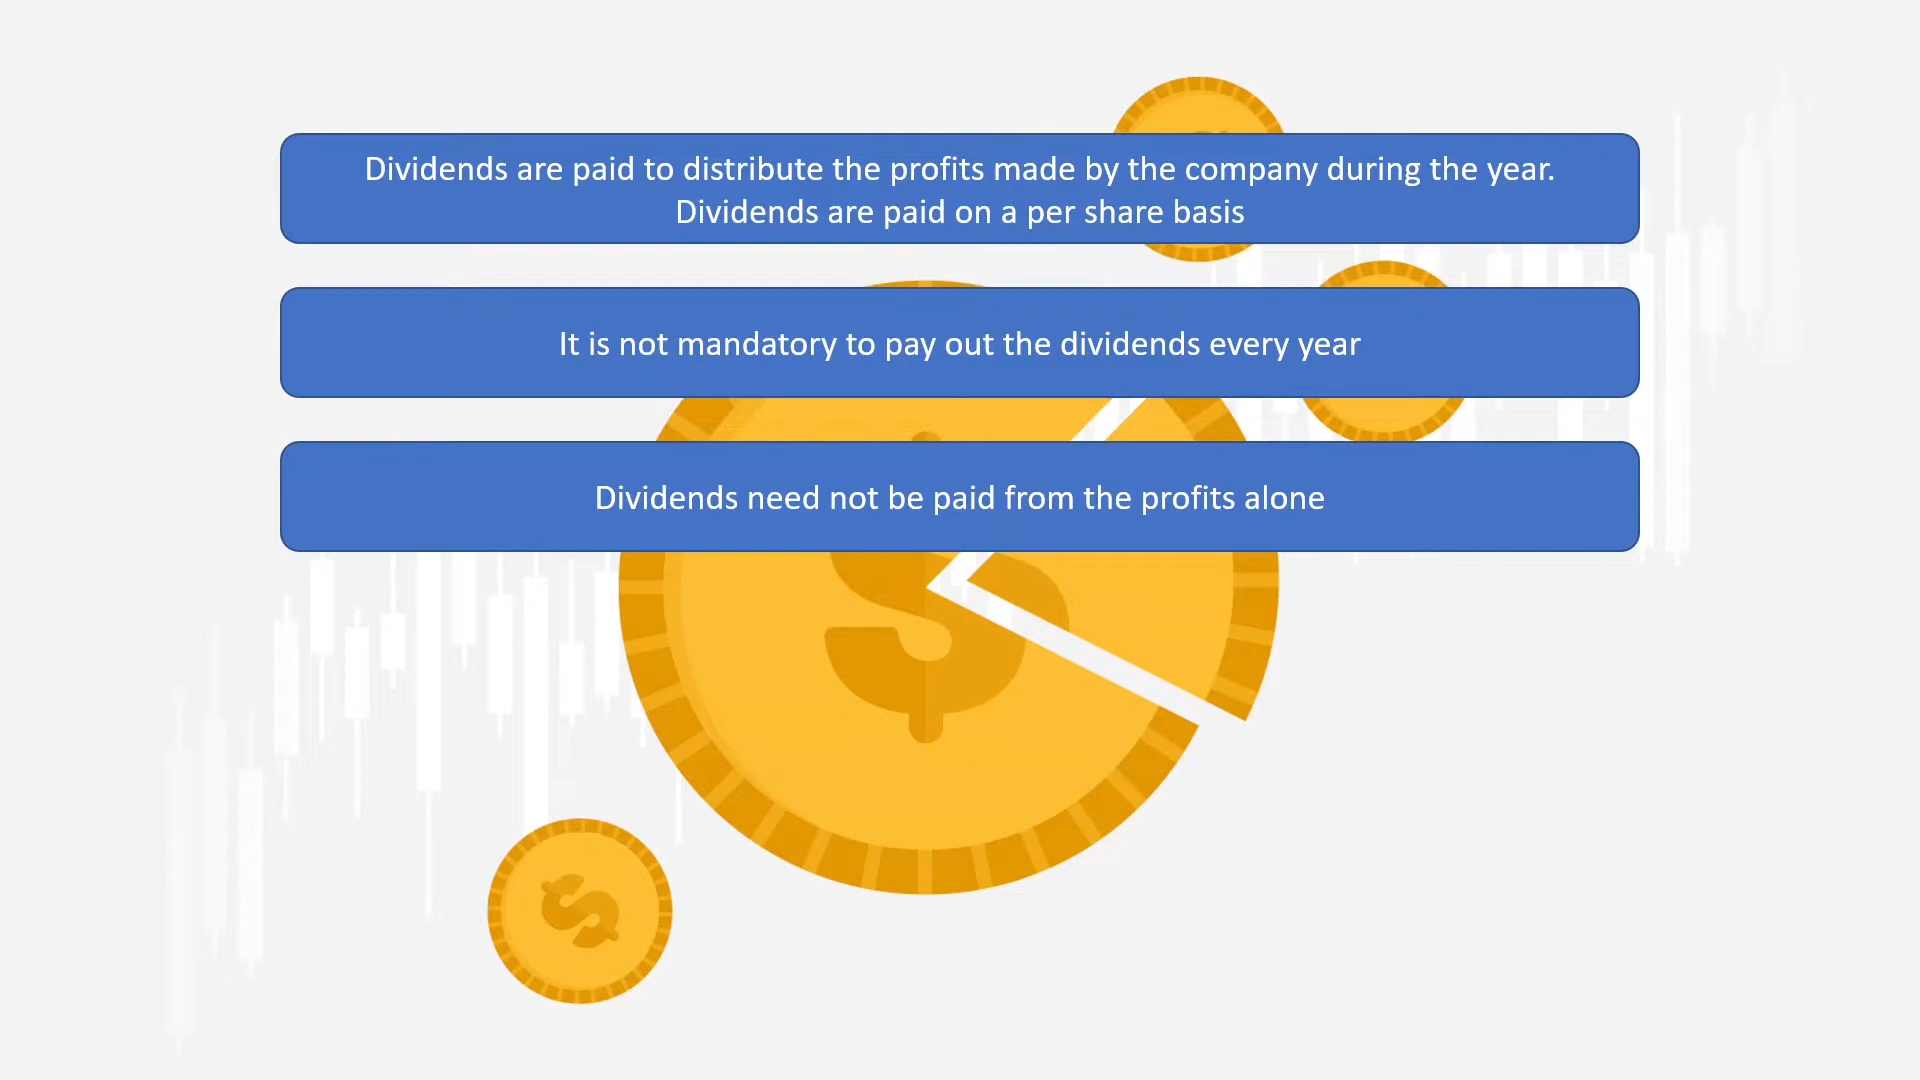 Dividends are paid to distribute the profits made by the company during the year.
Dividends are paid on a per share basis
It is not mandatory to pay out the dividends every year
Dividends need not be paid from the profits alone